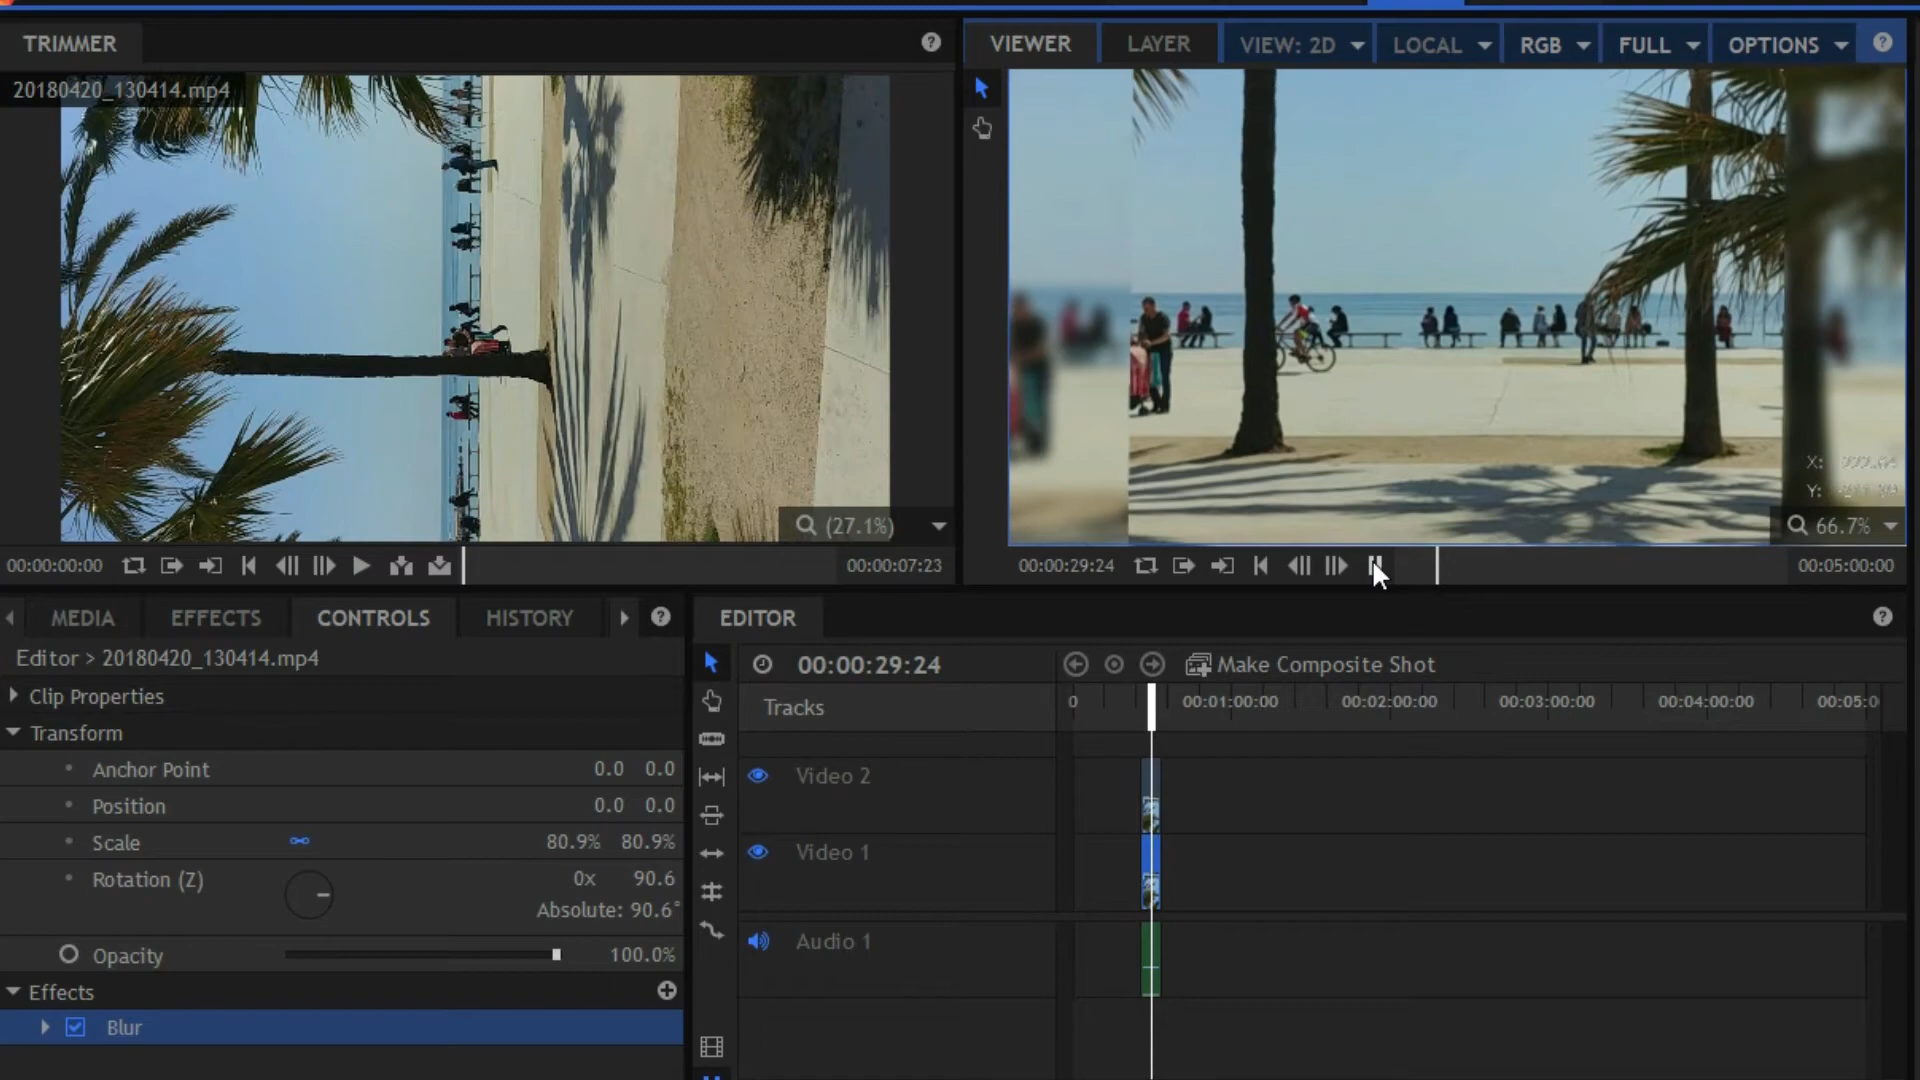 TRIMMER
20180420_130414.mp4
(27.1%)
00:00:00:00
00:00:07:23
VIEWER LAYER VIEW: 2D LOCAL RGB FULL OPTIONS
X:
Y:
66.7%
00:00:29:24
00:05:00:00
MEDIA EFFECTS CONTROLS HISTORY
Editor > 20180420_130414.mp4
Clip Properties
Transform
Anchor Point 0.0 0.0
Position 0.0 0.0
Scale 80.9% 80.9%
Rotation (Z) 0x 90.6
Absolute: 90.6°
Opacity 100.0%
Effects
Blur
EDITOR
00:00:29:24 Make Composite Shot
Tracks 0 00:01:00:00 00:02:00:00 00:03:00:00 00:04:00:00 00:05:0
Video 2
Video 1
Audio 1